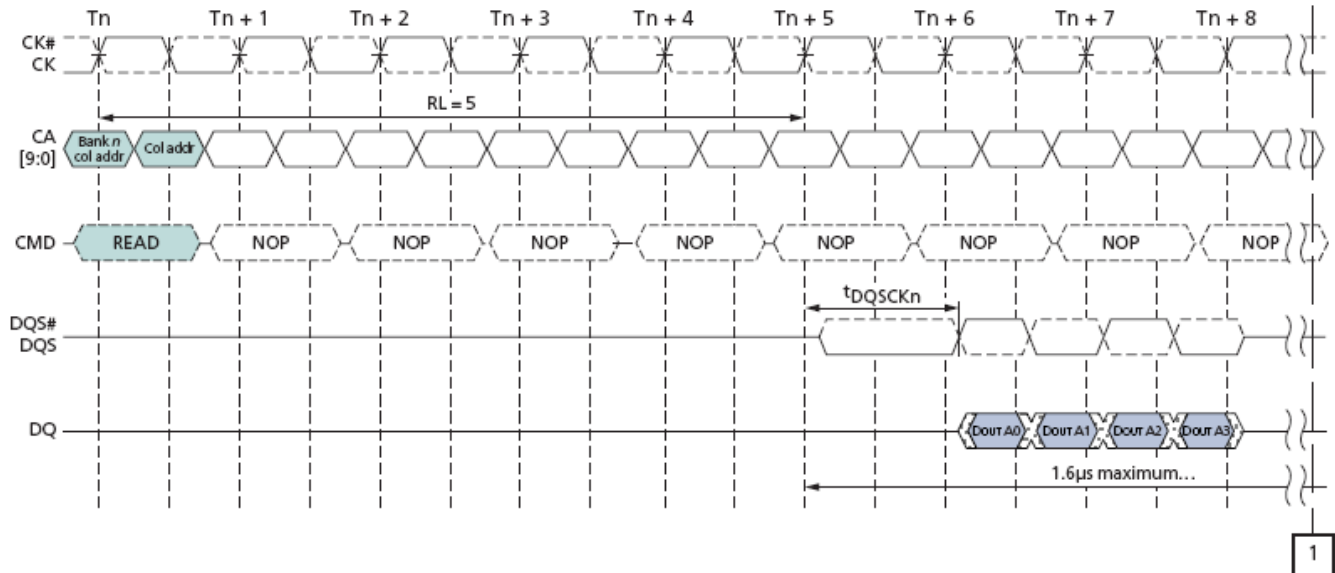 Tn Tn + 1 Tn + 2 Tn + 3 Tn + 4 Tn + 5 Tn + 6 Tn + 7 Tn + 8
CK#
CK
RL = 5
CA
[9:0]
Bank n
col addr
Col addr
CMD READ NOP NOP NOP NOP NOP NOP NOP NOP
tDQSCKn
DQS#
DQS
DQ DOUT A0 DOUT A1 DOUT A2 DOUT A3
1.6μs maximum...
1